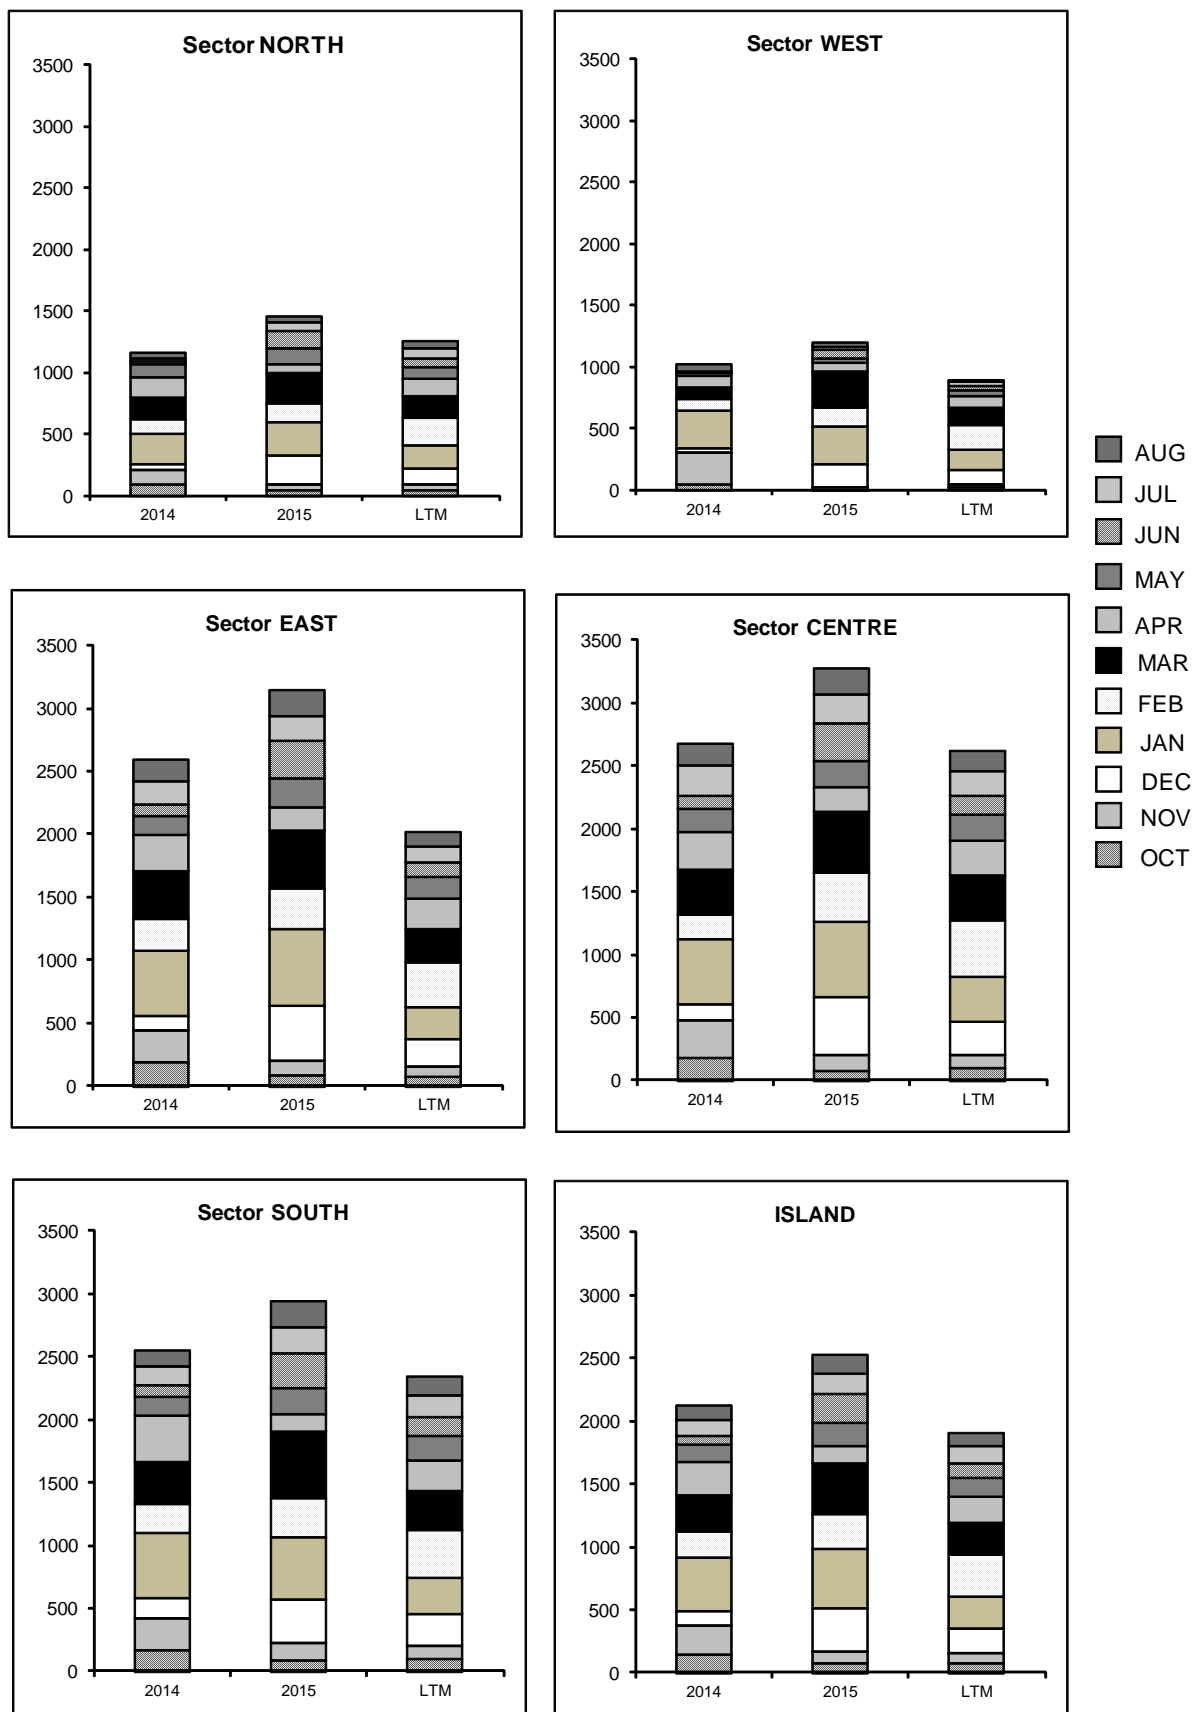 Sector NORTH
3500
3000
2500
2000
1500
1000
500
0
2014 2015 LTM
Sector WEST
3500
3000
2500
2000
1500
1000
500
0
2014 2015 LTM
AUG
JUL
JUN
MAY
APR
MAR
FEB
JAN
DEC
NOV
OCT
Sector EAST
3500
3000
2500
2000
1500
1000
500
0
2014 2015 LTM
Sector CENTRE
3500
3000
2500
2000
1500
1000
500
0
2014 2015 LTM
Sector SOUTH
3500
3000
2500
2000
1500
1000
500
0
2014 2015 LTM
ISLAND
3500
3000
2500
2000
1500
1000
500
0
2014 2015 LTM